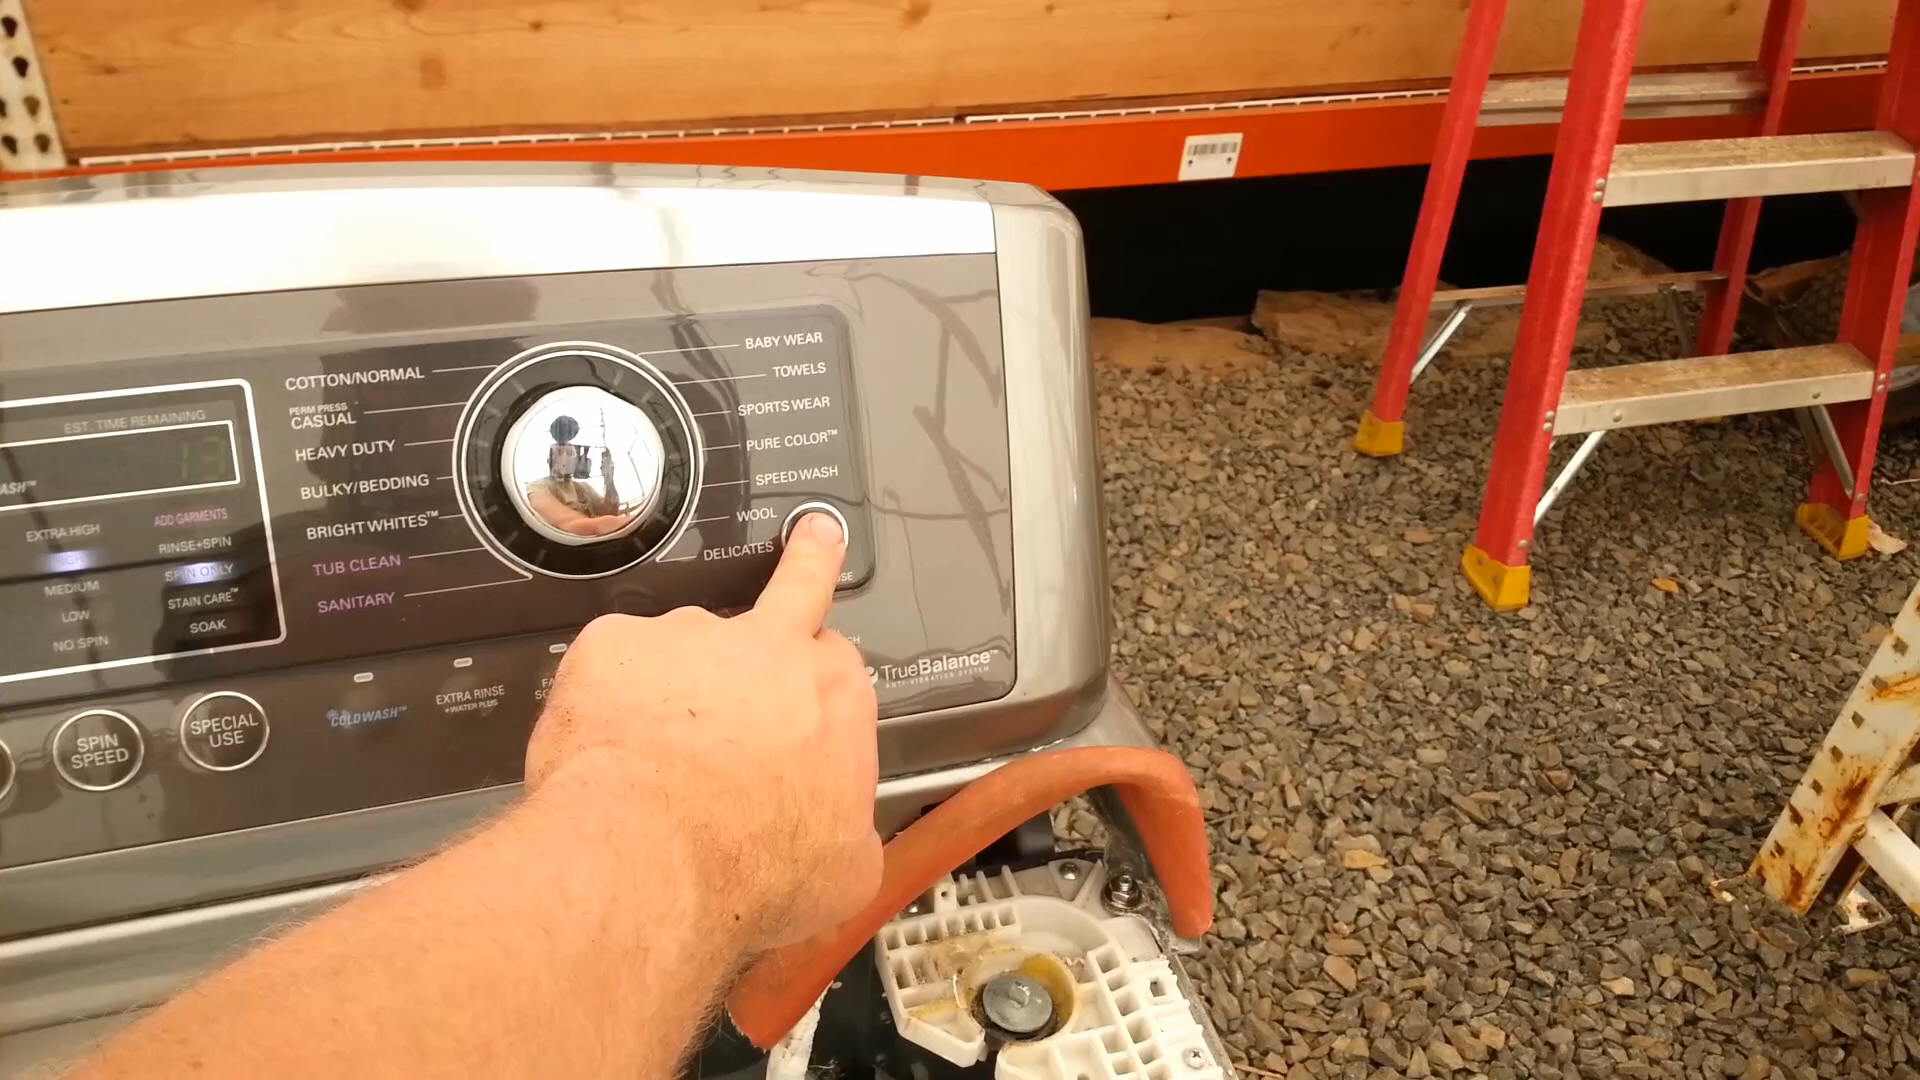 EST. TIME REMAINING
19
EXTRA HIGH
MEDIUM
LOW
NO SPIN
ADD GARMENTS
RINSE+SPIN
SPIN ONLY
STAIN CARE™
SOAK
COTTON/NORMAL
PERM PRESS
CASUAL
HEAVY DUTY
BULKY/BEDDING
BRIGHT WHITES™
TUB CLEAN
SANITARY
BABY WEAR
TOWELS
SPORTS WEAR
PURE COLOR™
SPEED WASH
WOOL
DELICATES
SPIN
SPEED
SPECIAL
USE
COLDWASH™
EXTRA RINSE
+WATER PLUS
TrueBalance™
ANTI-VIBRATION SYSTEM